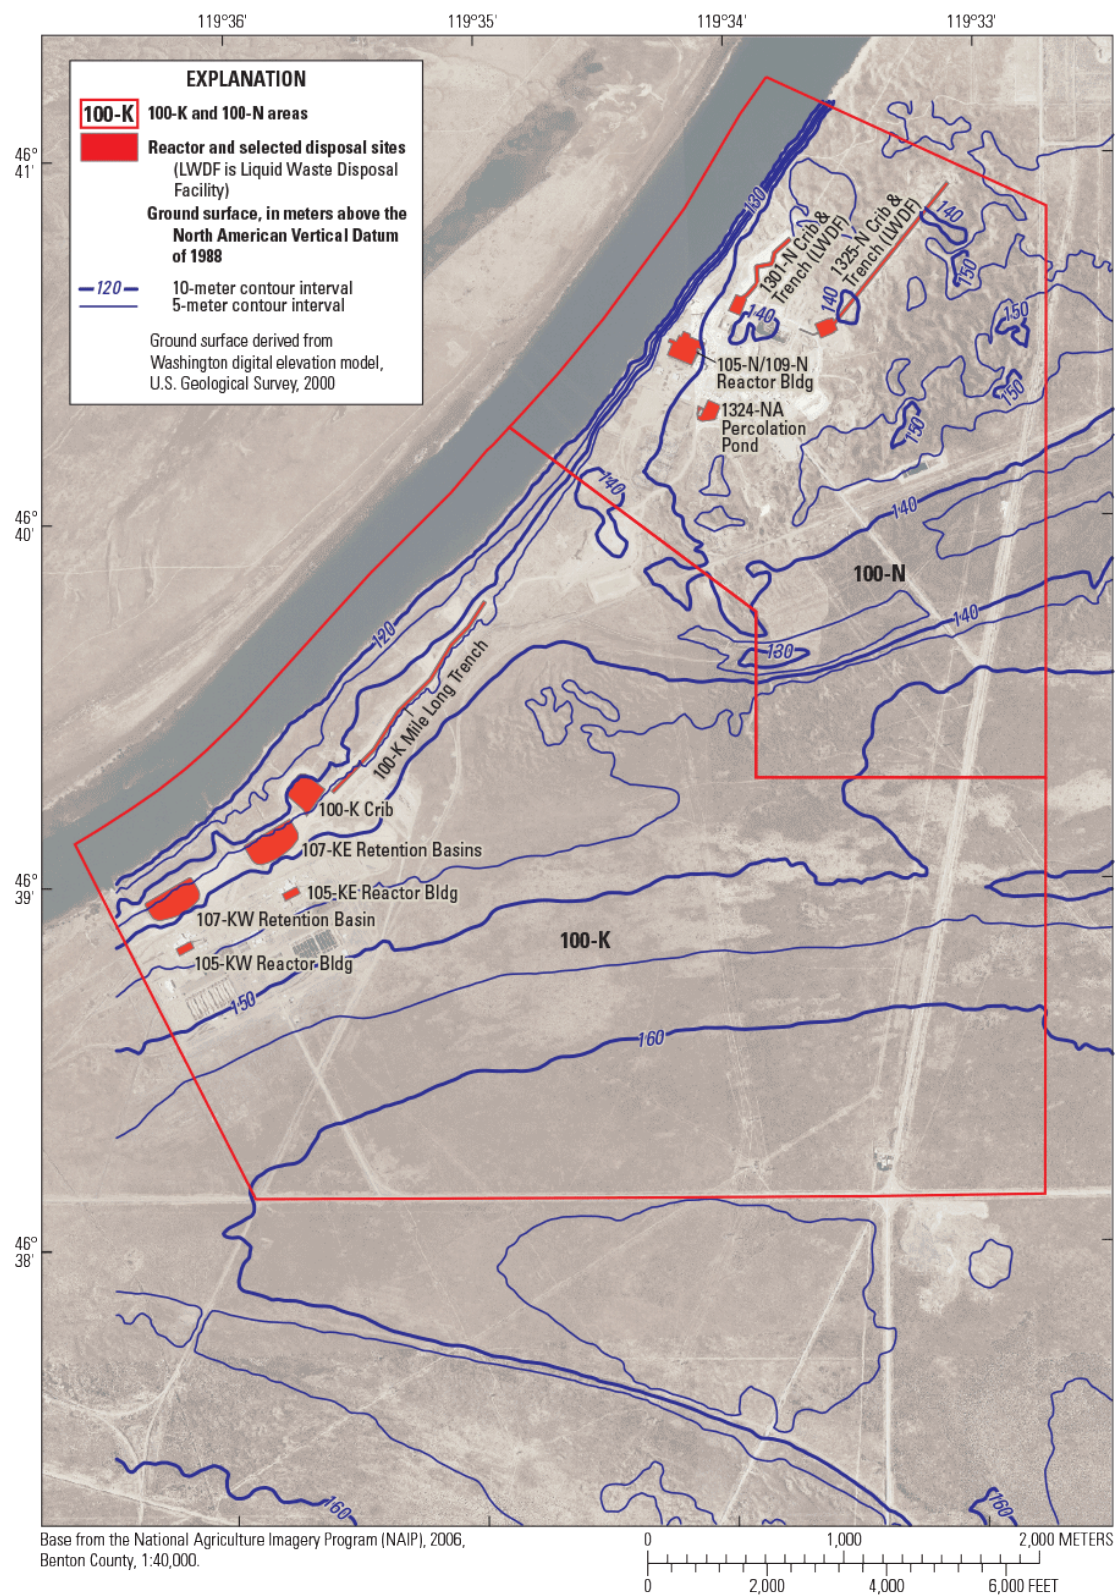 119°36' 119°35' 119°34' 119°33'
EXPLANATION
100-K 100-K and 100-N areas
Reactor and selected disposal sites
(LWDF is Liquid Waste Disposal
Facility)
Ground surface, in meters above the
North American Vertical Datum
of 1988
120 10-meter contour interval
5-meter contour interval
Ground surface derived from
Washington digital elevation model,
U.S. Geological Survey, 2000
46°
41'
130
1301-N Crib &
Trench (LWDF)
1325-N Crib &
Trench (LWDF)
140
150
140
140
150
105-N/109-N
Reactor Bldg
150
1324-NA
Percolation
Pond
150
140
140
46°
40'
100-N
140
120
130
100-K Mile Long Trench
100-K Crib
107-KE Retention Basins
46°
39'
105-KE Reactor Bldg
107-KW Retention Basin
100-K
105-KW Reactor Bldg
150
160
46°
38'
160
160
Base from the National Agriculture Imagery Program (NAIP), 2006,
Benton County, 1:40,000.
0 1,000 2,000 METERS
0 2,000 4,000 6,000 FEET